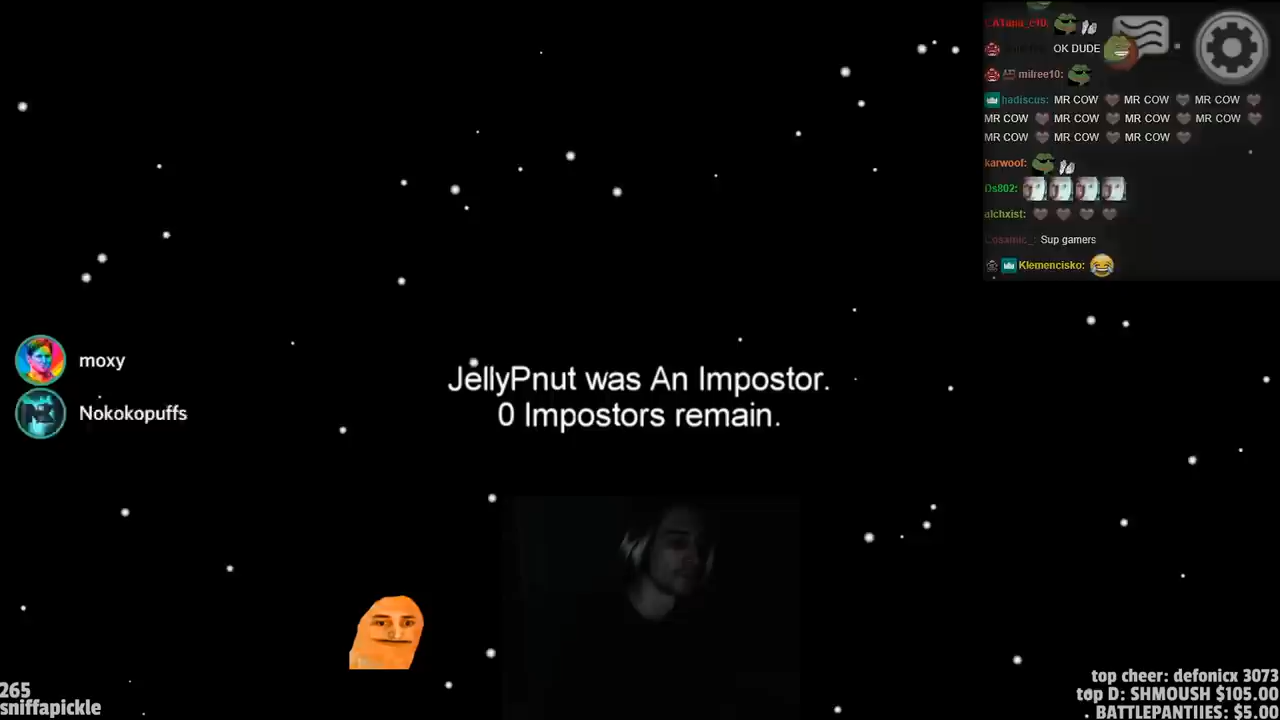 milree10:
OK DUDE
hadiscus: MR COW MR COW MR COW
MR COW MR COW MR COW MR COW
MR COW MR COW MR COW
karwoof:
Ds802:
alchxist:
Cosamic_: Sup gamers
Klemencisko:
moxy
Nokokopuffs
JellyPnut was An Impostor.
0 Impostors remain.
265
sniffapickle
top cheer: defonicx 3073
top D: SHMOUSH $105.00
BATTLEPANTIIES: $5.00